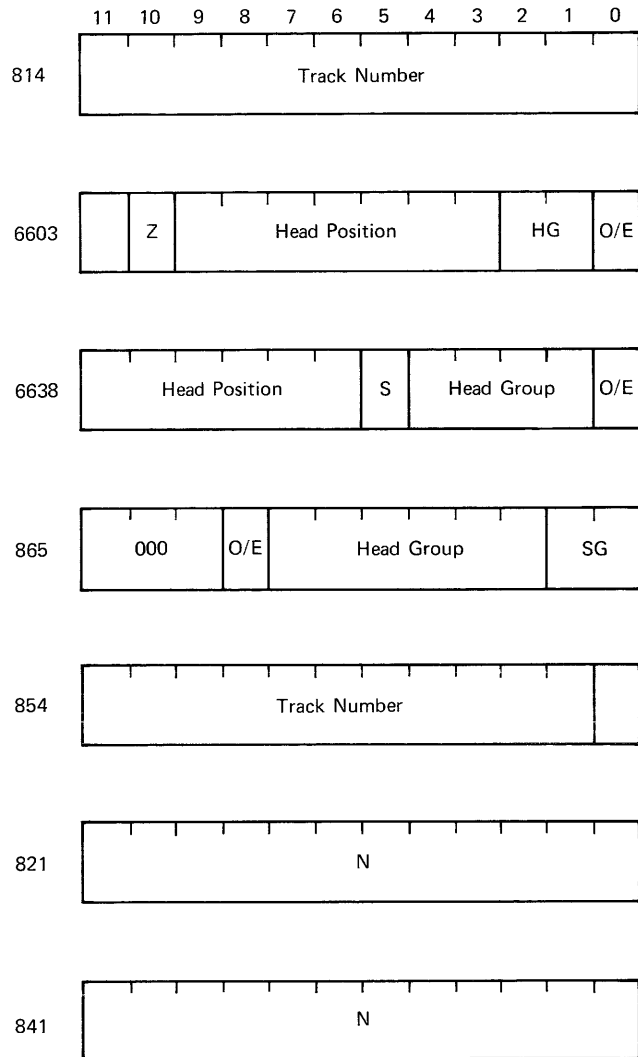 11 10 9 8 7 6 5 4 3 2 1 0
814 Track Number
6603 Z Head Position HG O/E
6638 Head Position S Head Group O/E
865 000 O/E Head Group SG
854 Track Number
821 N
841 N